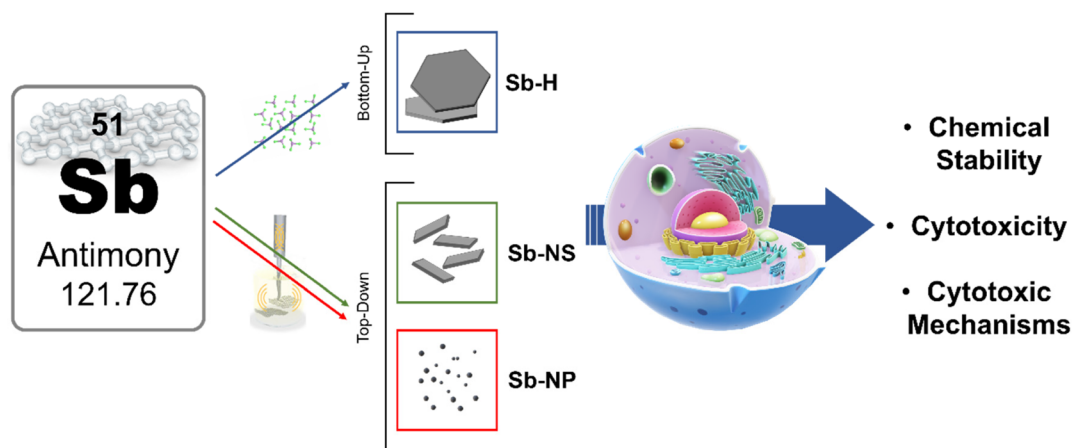 51
Sb
Antimony
121.76
Bottom-Up
Sb-H
Top-Down
Sb-NS
Sb-NP
• Chemical
Stability
• Cytotoxicity
• Cytotoxic
Mechanisms